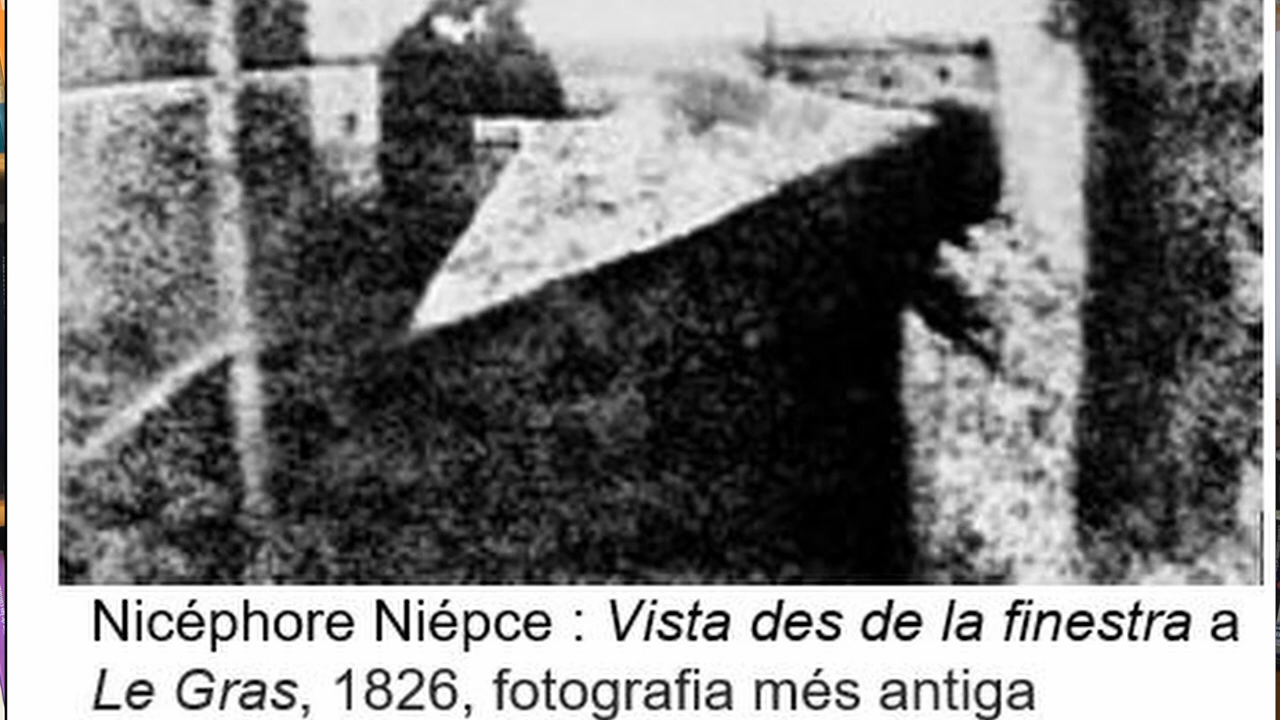 Nicéphore Niépce : Vista des de la finestra a
Le Gras, 1826, fotografia més antiga